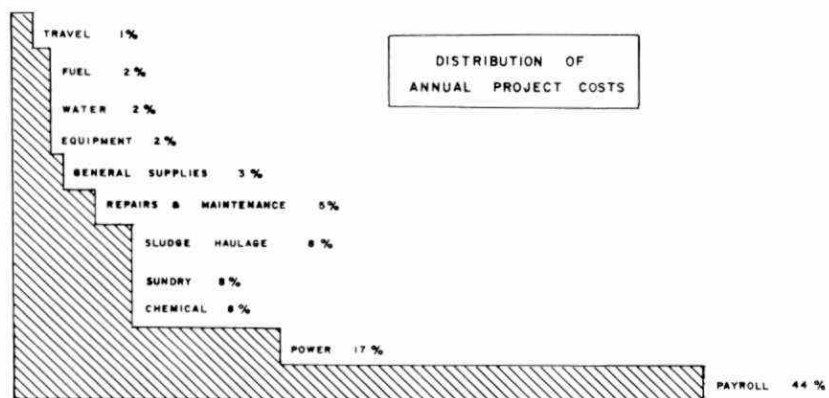 TRAVEL 1%
DISTRIBUTION OF
ANNUAL PROJECT COSTS
FUEL 2%
WATER 2%
EQUIPMENT 2%
GENERAL SUPPLIES 3%
REPAIRS & MAINTENANCE 5%
SLUDGE HAULAGE 8%
SUNDRY 8%
CHEMICAL 8%
POWER 17%
PAYROLL 44%